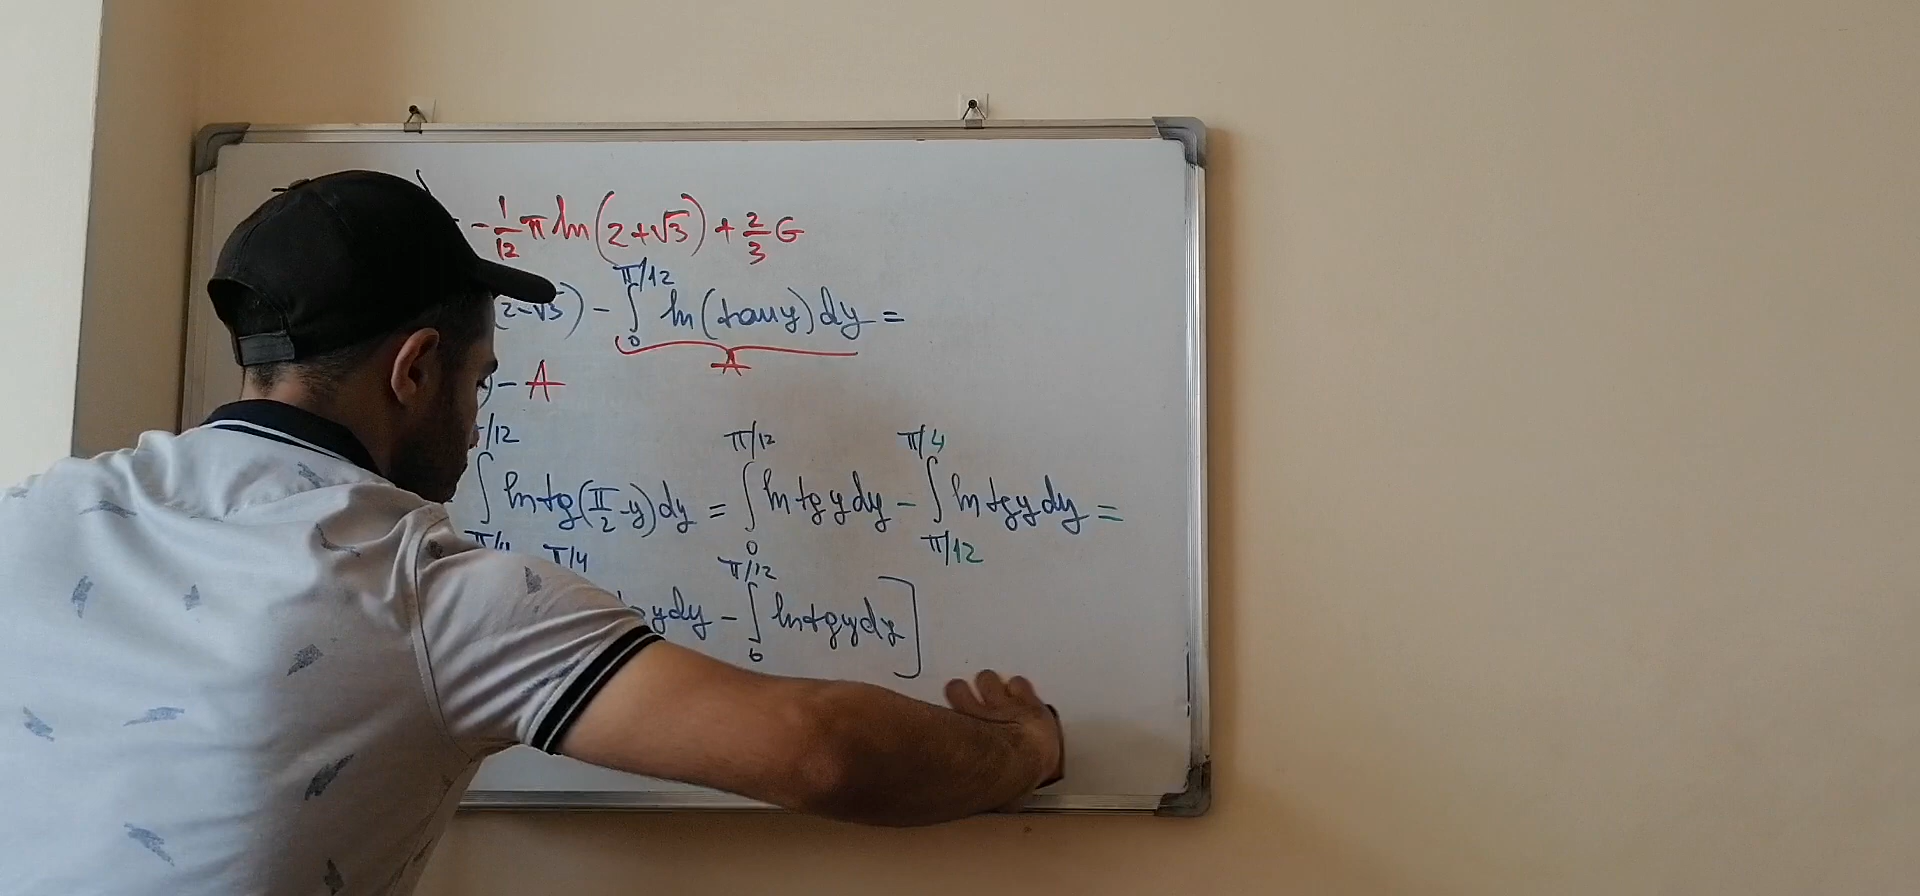 - 1/12 π ln(2+√3) + 2/3 G
(2-√3) - ∫₀^{π/12} ln(tan y) dy =
A
) - A
∫^{π/12} ln tg(π/2 - y) dy = ∫₀^{π/12} ln tg y dy - ∫_{π/12}^{π/4} ln tg y dy =
π/4 y dy - ∫₀^{π/12} ln tg y dy ]